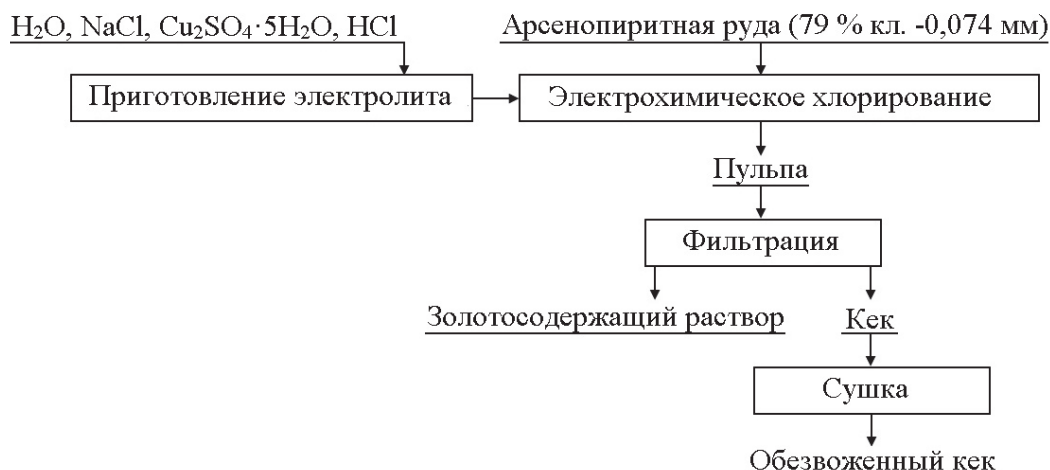 H₂O, NaCl, Cu₂SO₄·5H₂O, HCl
Арсенопиритная руда (79 % кл. -0,074 мм)
Приготовление электролита
Электрохимическое хлорирование
Пульпа
Фильтрация
Золотосодержащий раствор
Кек
Сушка
Обезвоженный кек